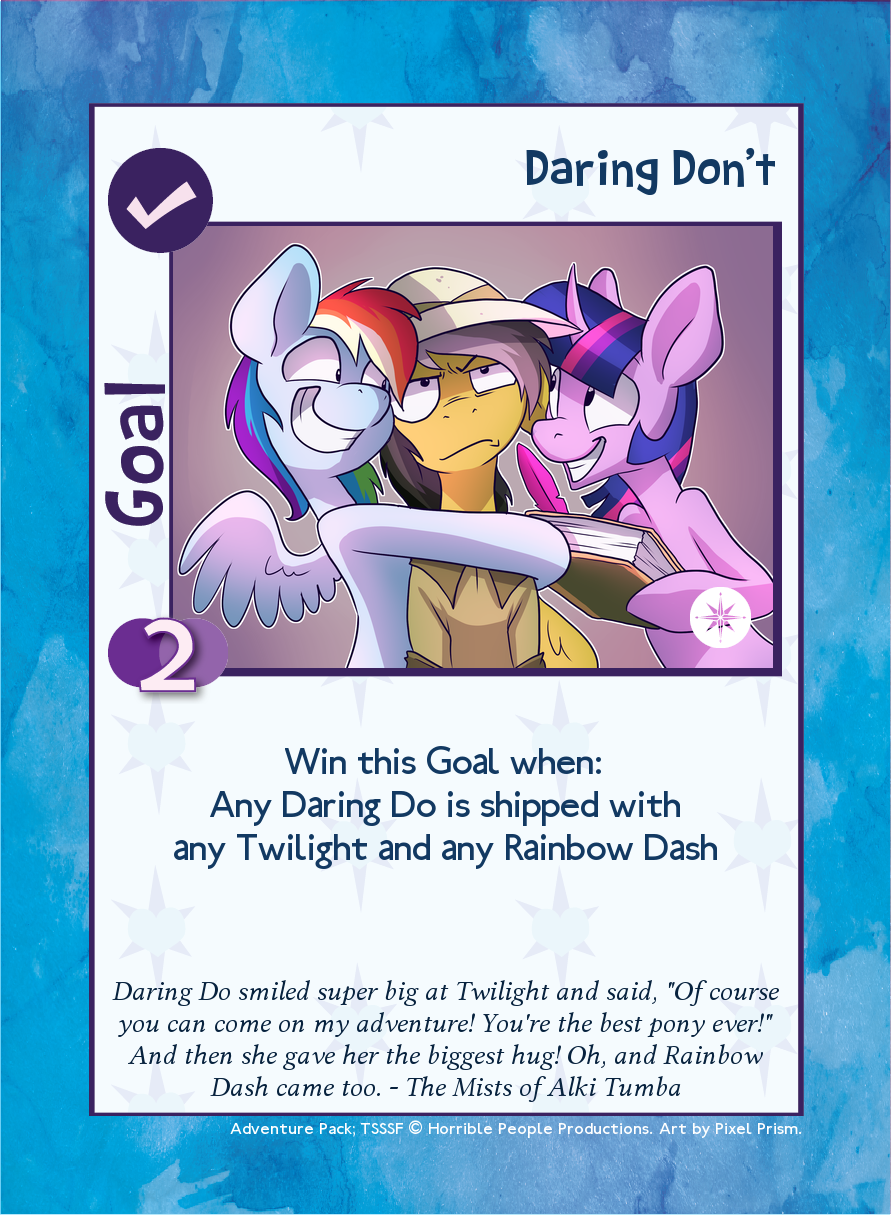 Daring Don't
Goal
2
Win this Goal when:
Any Daring Do is shipped with
any Twilight and any Rainbow Dash
Daring Do smiled super big at Twilight and said, "Of course
you can come on my adventure! You're the best pony ever!"
And then she gave her the biggest hug! Oh, and Rainbow
Dash came too. - The Mists of Alki Tumba
Adventure Pack; TSSSF © Horrible People Productions. Art by Pixel Prism.